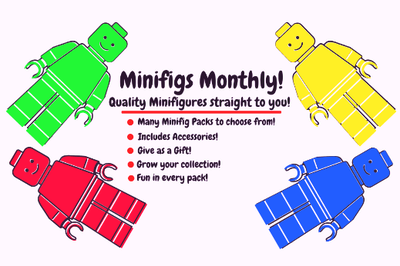 Minifigs Monthly!
Quality Minifigures straight to you!
Many Minifig Packs to choose from!
Includes Accessories!
Give as a Gift!
Grow your collection!
Fun in every pack!